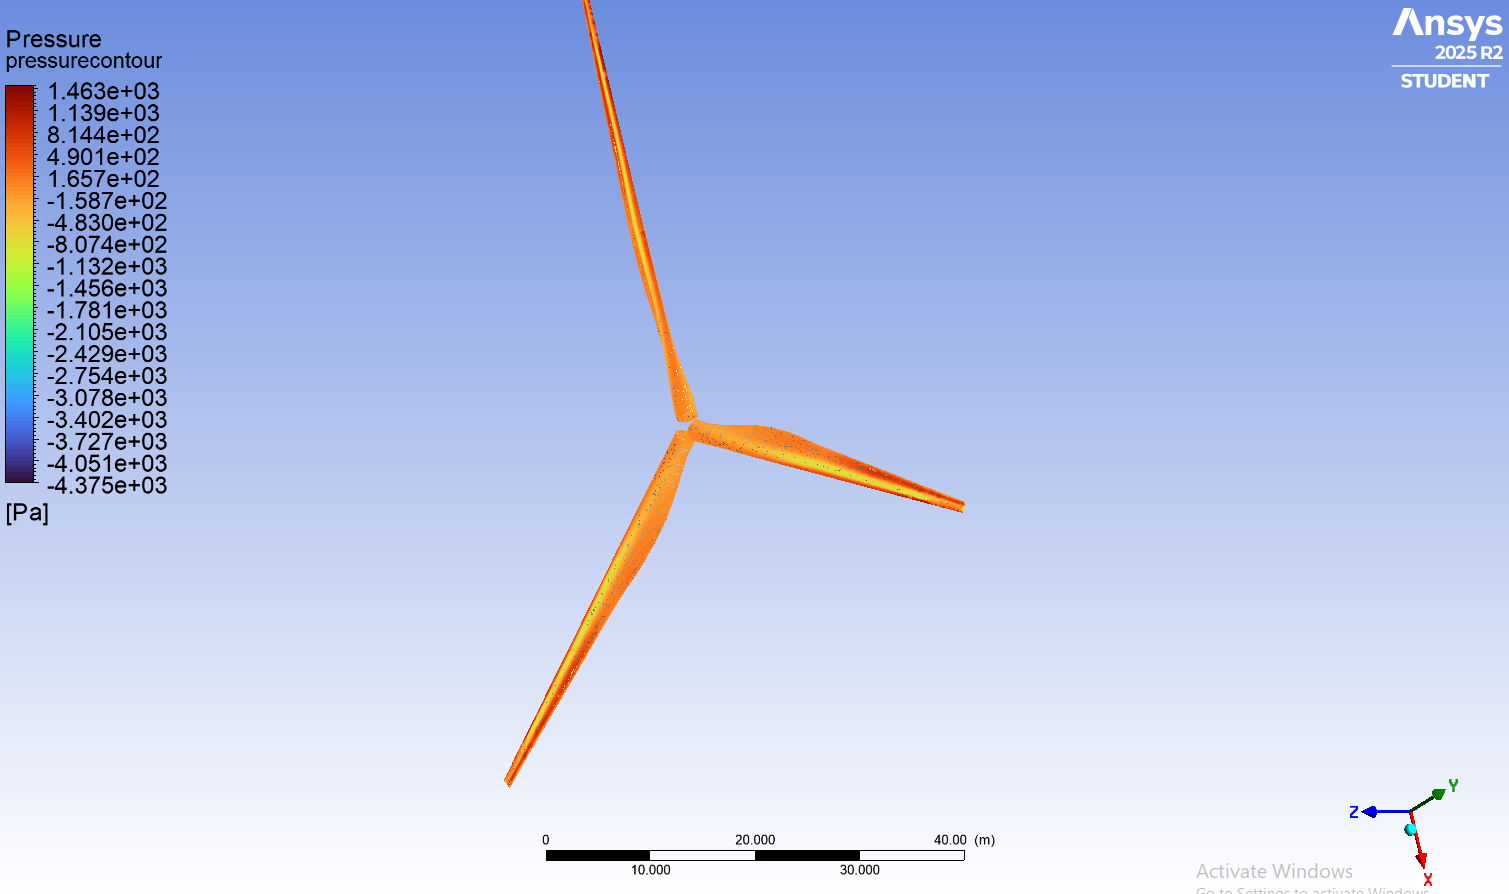 Pressure
pressurecontour
1.463e+03
1.139e+03
8.144e+02
4.901e+02
1.657e+02
-1.587e+02
-4.830e+02
-8.074e+02
-1.132e+03
-1.456e+03
-1.781e+03
-2.105e+03
-2.429e+03
-2.754e+03
-3.078e+03
-3.402e+03
-3.727e+03
-4.051e+03
-4.375e+03
[Pa]
Ansys
2025 R2
STUDENT
0 20.000 40.00 (m)
10.000 30.000
Y
Z
X
Activate Windows
Go to Settings to activate Windows.